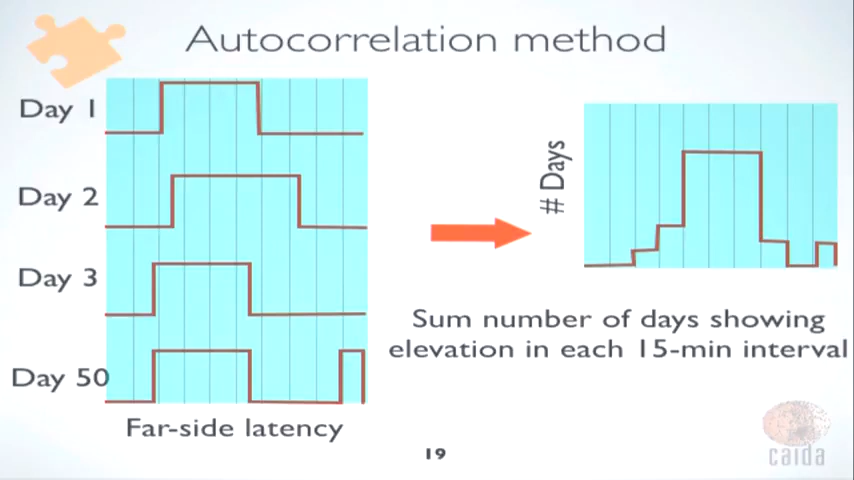 Autocorrelation method
Day 1
Day 2
Day 3
Day 50
Far-side latency
# Days
Sum number of days showing
elevation in each 15-min interval
19
caida